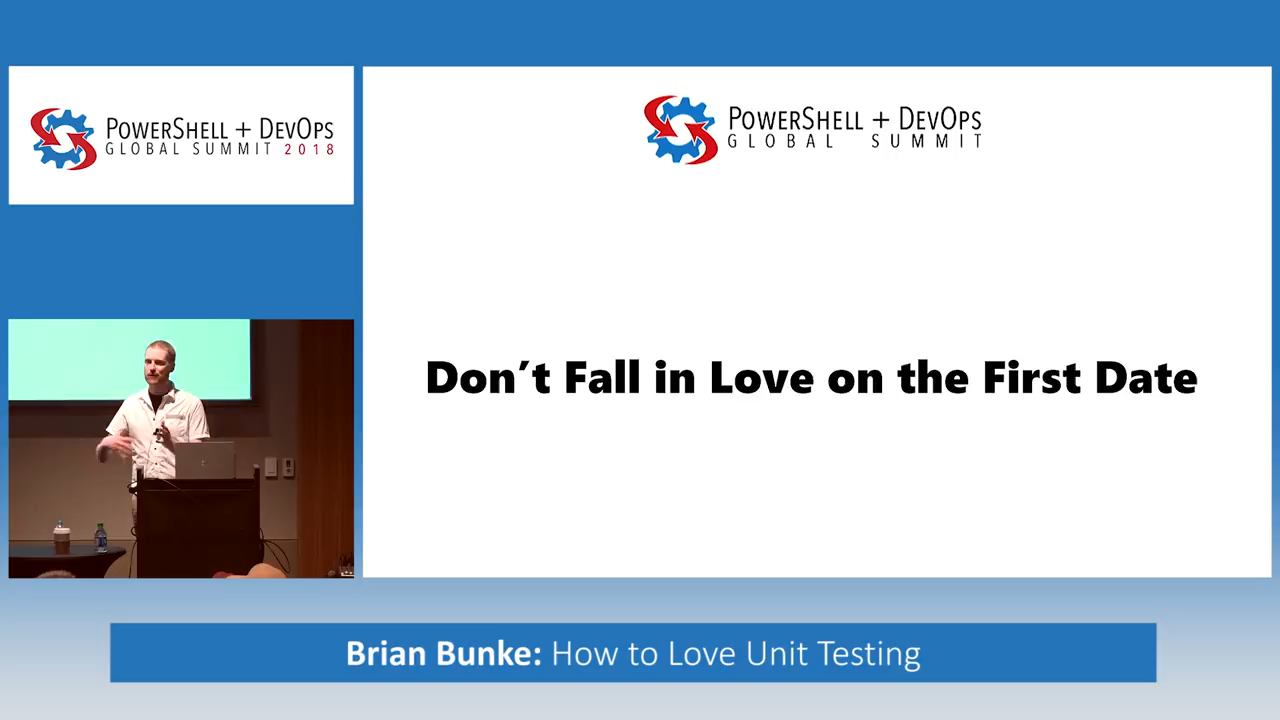 POWERSHELL + DEVOPS
GLOBAL SUMMIT 2018
POWERSHELL + DEVOPS
GLOBAL SUMMIT
Don’t Fall in Love on the First Date
Brian Bunke: How to Love Unit Testing